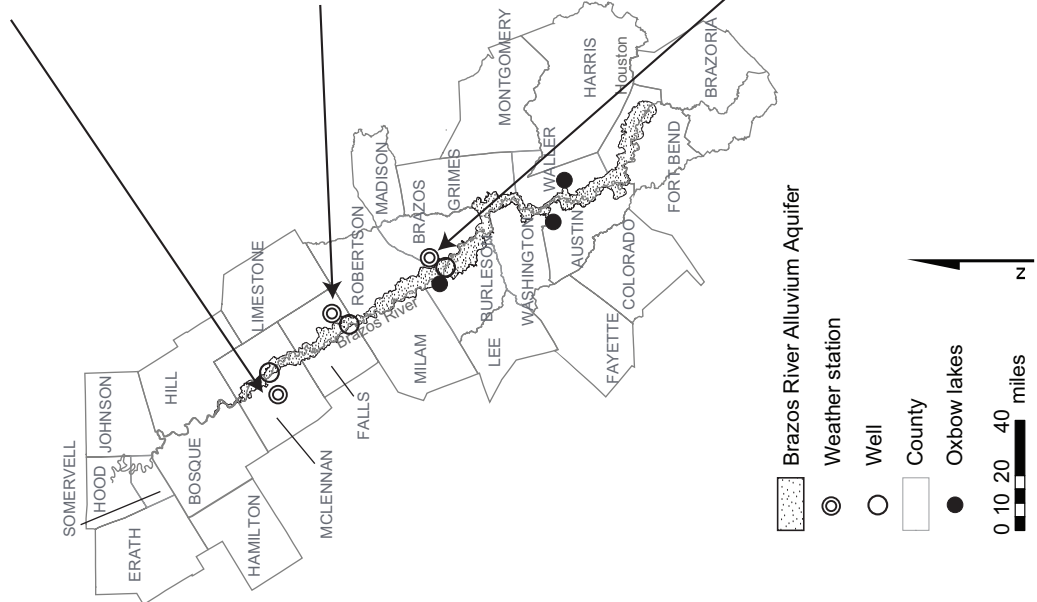 SOMERVELL
JOHNSON
HOOD
ERATH
HILL
BOSQUE
HAMILTON
MCLENNAN
LIMESTONE
FALLS
ROBERTSON
Brazos River
MILAM
MADISON
BRAZOS
GRIMES
BURLESON
LEE
WASHINGTON
MONTGOMERY
WALLER
AUSTIN
FAYETTE
COLORADO
HARRIS
Houston
FORT BEND
BRAZORIA
Brazos River Alluvium Aquifer
Weather station
Well
County
Oxbow lakes
0 10 20 40
miles
N